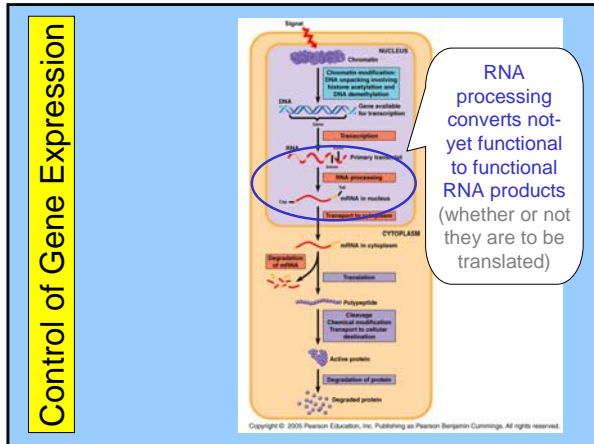 Control of Gene Expression
Signal
NUCLEUS
Chromatin
Chromatin modification:
DNA unpacking involving
histone acetylation and
DNA demethylation
DNA
Gene available
for transcription
Gene
Transcription
RNA
Exon
Primary transcript
Intron
RNA processing
Tail
Cap
mRNA in nucleus
Transport to cytoplasm
CYTOPLASM
mRNA in cytoplasm
Degradation
of mRNA
Translation
Polypeptide
Cleavage
Chemical modification
Transport to cellular
destination
Active protein
Degradation of protein
Degraded protein
RNA
processing
converts not-
yet functional
to functional
RNA products
(whether or not
they are to be
translated)
Copyright © 2005 Pearson Education, Inc. Publishing as Pearson Benjamin Cummings. All rights reserved.